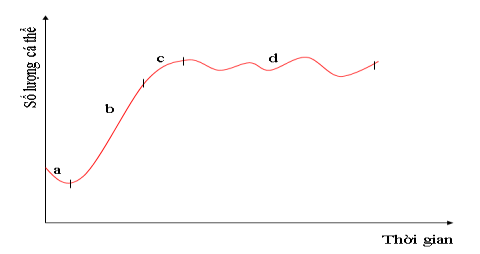 Số lượng cá thể
c
d
b
a
Thời gian